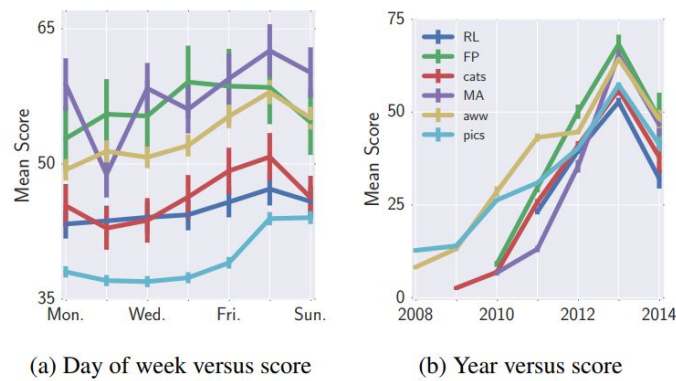 65
50
35
Mean Score
Mon. Wed. Fri. Sun.
(a) Day of week versus score
75
50
25
0
Mean Score
RL
FP
cats
MA
aww
pics
2008 2010 2012 2014
(b) Year versus score